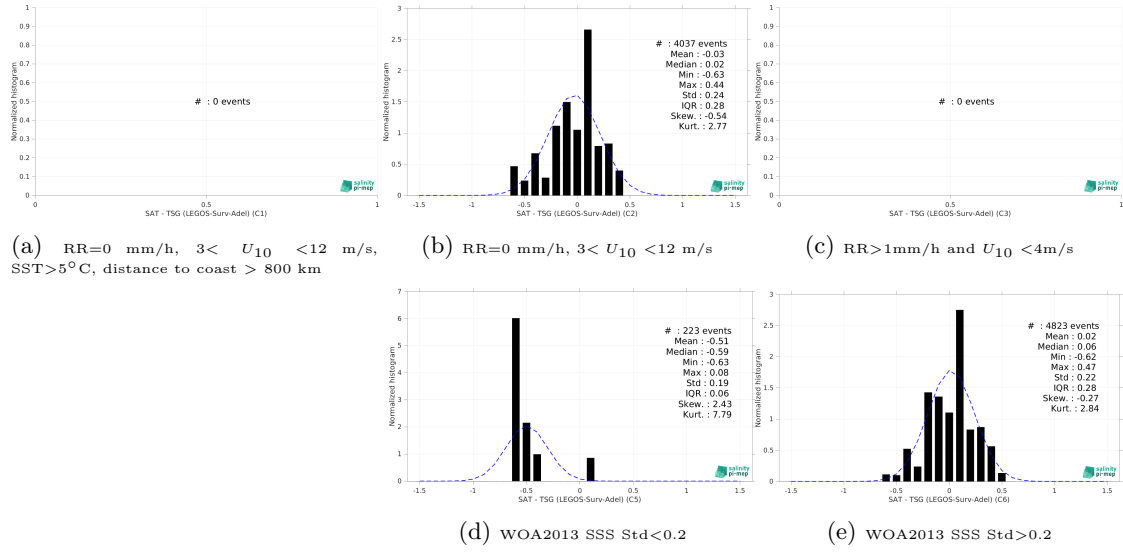 1
0.9
0.8
0.7
0.6
0.5
0.4
0.3
0.2
0.1
0
Normalized histogram
# : 0 events
salinity
pi-mep
0 0.5 1
SAT - TSG (LEGOS-Surv-Adel) (C1)
(a) RR=0 mm/h, 3< U10 <12 m/s,
SST>5°C, distance to coast > 800 km
3
2.5
2
1.5
1
0.5
0
Normalized histogram
# : 4037 events
Mean : -0.03
Median : 0.02
Min : -0.63
Max : 0.44
Std : 0.24
IQR : 0.28
Skew. : -0.54
Kurt. : 2.77
salinity
pi-mep
-1.5 -1 -0.5 0 0.5 1 1.5
SAT - TSG (LEGOS-Surv-Adel) (C2)
(b) RR=0 mm/h, 3< U10 <12 m/s
1
0.9
0.8
0.7
0.6
0.5
0.4
0.3
0.2
0.1
0
Normalized histogram
# : 0 events
salinity
pi-mep
0 0.5 1
SAT - TSG (LEGOS-Surv-Adel) (C3)
(c) RR>1mm/h and U10 <4m/s
7
6
5
4
3
2
1
0
Normalized histogram
# : 223 events
Mean : -0.51
Median : -0.59
Min : -0.63
Max : 0.08
Std : 0.19
IQR : 0.06
Skew. : 2.43
Kurt. : 7.79
salinity
pi-mep
-1.5 -1 -0.5 0 0.5 1 1.5
SAT - TSG (LEGOS-Surv-Adel) (C5)
(d) WOA2013 SSS Std<0.2
3
2.5
2
1.5
1
0.5
0
Normalized histogram
# : 4823 events
Mean : 0.02
Median : 0.06
Min : -0.62
Max : 0.47
Std : 0.22
IQR : 0.28
Skew. : -0.27
Kurt. : 2.84
salinity
pi-mep
-1.5 -1 -0.5 0 0.5 1 1.5
SAT - TSG (LEGOS-Surv-Adel) (C6)
(e) WOA2013 SSS Std>0.2